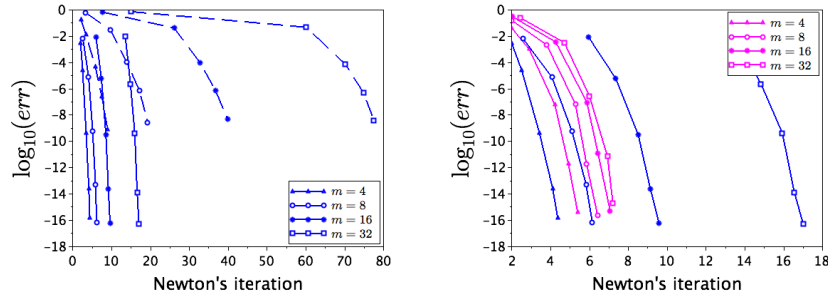 0
-2
-4
-6
-8
-9
-12
-14
-16
-18
0 10 20 30 40 50 60 70 80
log₁₀(err)
Newton's iteration
m = 4
m = 8
m = 16
m = 32
0
-2
-4
-6
-8
-9
-12
-14
-16
-18
2 4 6 8 10 12 14 16 18
log₁₀(err)
Newton's iteration
m = 4
m = 8
m = 16
m = 32